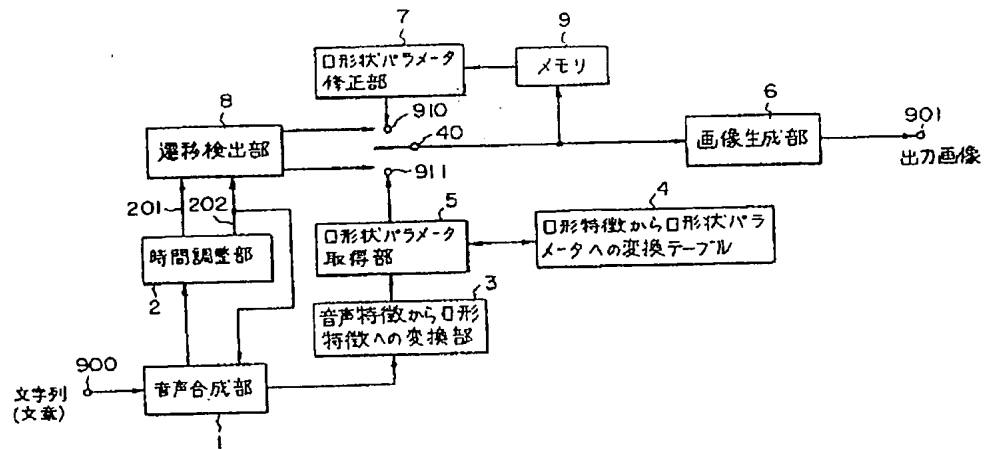 7
口形状パラメータ
修正部
9
メモリ
8
遷移検出部
910
40
911
6
画像生成部
901
出力画像
201
202
5
口形状パラメータ
取得部
4
口形特徴から口形状パラ
メータへの変換テーブル
時間調整部
2
3
音声特徴から口形
特徴への変換部
900
文字列
(文章)
音声合成部
1